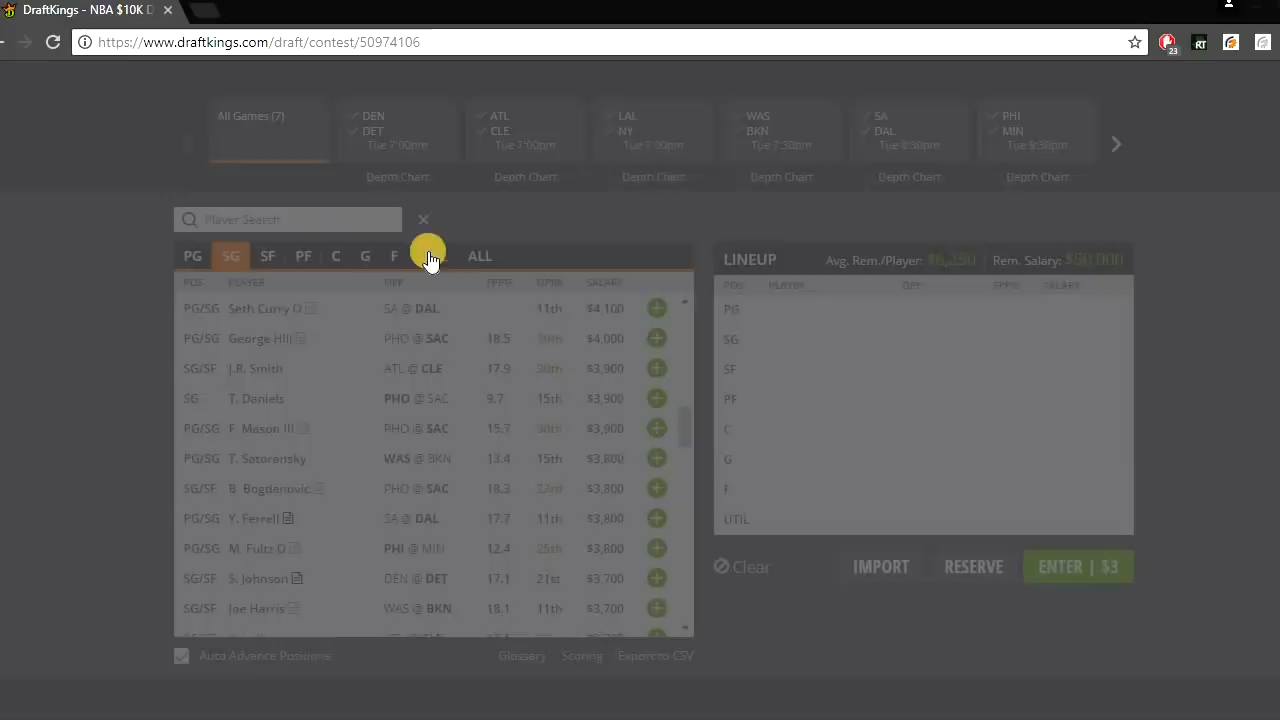 DraftKings - NBA $10K D
https://www.draftkings.com/draft/contest/50974106
23
RT
All Games (7)
DEN
DET
Tue 7:00pm
ATL
CLE
Tue 7:00pm
LAL
NY
Tue 7:00pm
WAS
BKN
Tue 7:30pm
SA
DAL
Tue 8:30pm
PHI
MIN
Tue 9:30pm
Depth Chart Depth Chart Depth Chart Depth Chart Depth Chart Depth Chart
Player Search
PG SG SF PF C G F ALL
POS PLAYER OPP FPPG OPRK SALARY
PG/SG Seth Curry O SA @ DAL 11th $4,100
PG/SG George Hill PHO @ SAC 18.5 30th $4,000
SG/SF J.R. Smith ATL @ CLE 17.9 30th $3,900
SG T. Daniels PHO @ SAC 9.7 15th $3,900
PG/SG F. Mason III PHO @ SAC 15.7 30th $3,900
PG/SG T. Satoransky WAS @ BKN 13.4 15th $3,800
SG/SF B. Bogdanovic PHO @ SAC 18.3 $3,800
PG/SG Y. Ferrell SA @ DAL 17.7 11th $3,800
PG/SG M. Fultz O PHI @ MIN 12.4 25th $3,800
SG/SF S. Johnson DEN @ DET 17.1 21st $3,700
SG/SF Joe Harris WAS @ BKN 18.1 11th $3,700
Auto Advance Positions Glossary Scoring Export to CSV
LINEUP Avg. Rem./Player: $6,250 Rem. Salary: $50,000
POS PLAYER OPP FPPG SALARY
PG
SG
SF
PF
C
G
F
UTIL
Clear IMPORT RESERVE ENTER | $3